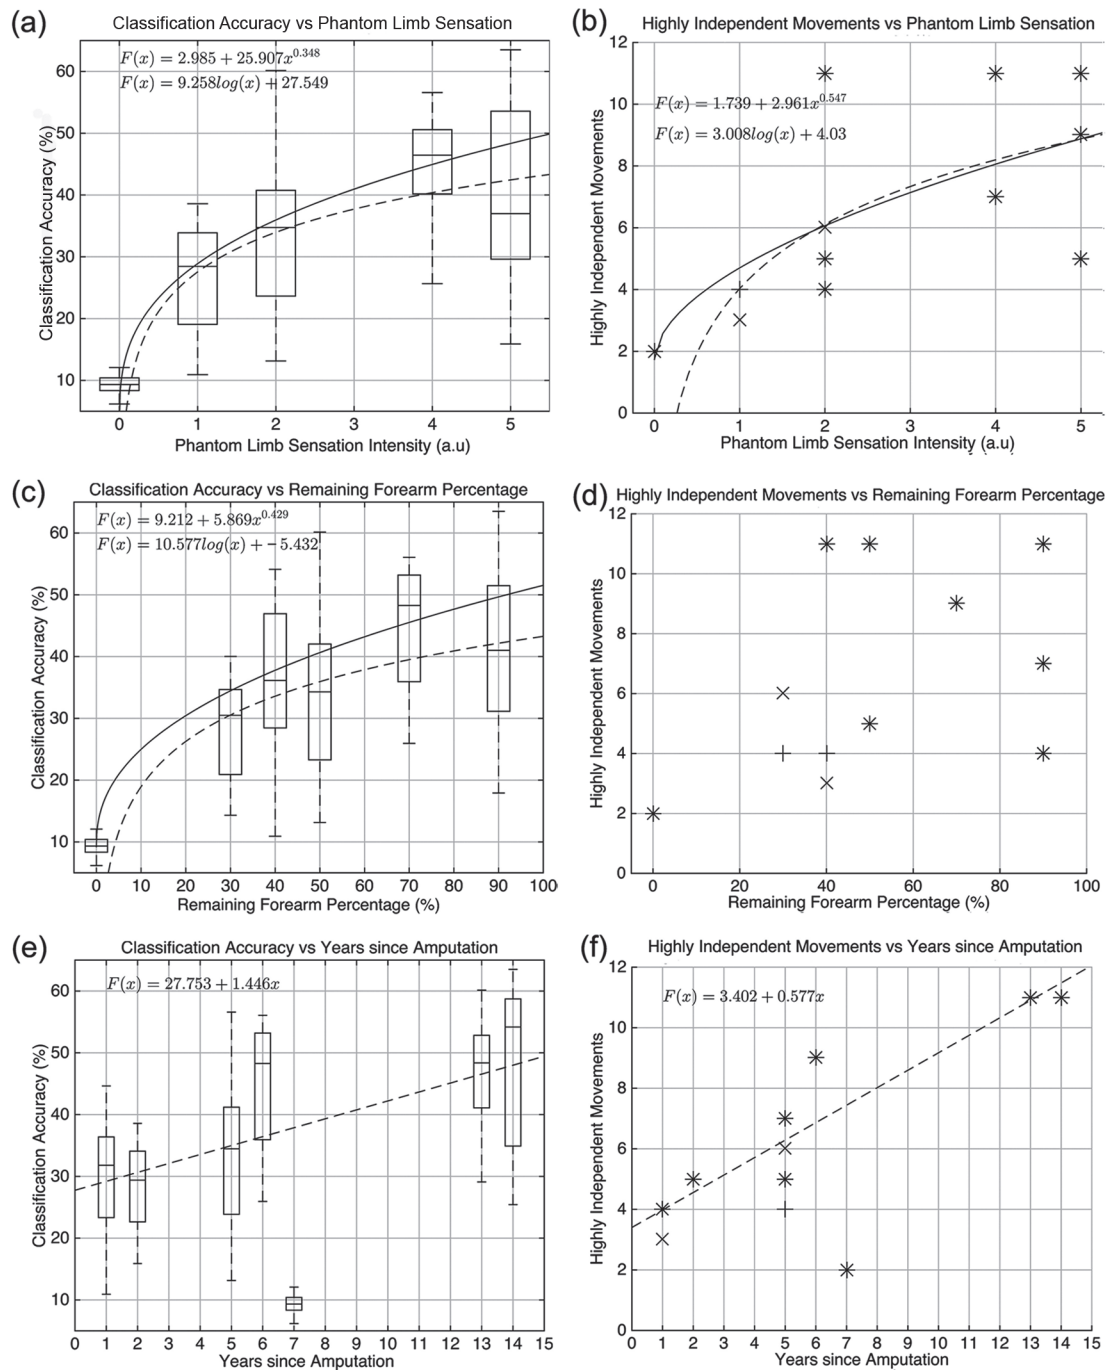 (a)
Classification Accuracy vs Phantom Limb Sensation
F(x) = 2.985 + 25.907x^0.348
F(x) = 9.258log(x) + 27.549
Classification Accuracy (%)
60
50
40
30
20
10
0 1 2 3 4 5
Phantom Limb Sensation Intensity (a.u)
(b)
Highly Independent Movements vs Phantom Limb Sensation
F(x) = 1.739 + 2.961x^0.547
F(x) = 3.008log(x) + 4.03
Highly Independent Movements
12
10
8
6
4
2
0
0 1 2 3 4 5
Phantom Limb Sensation Intensity (a.u)
(c)
Classification Accuracy vs Remaining Forearm Percentage
F(x) = 9.212 + 5.869x^0.429
F(x) = 10.577log(x) + −5.432
Classification Accuracy (%)
60
50
40
30
20
10
0 10 20 30 40 50 60 70 80 90 100
Remaining Forearm Percentage (%)
(d)
Highly Independent Movements vs Remaining Forearm Percentage
Highly Independent Movements
12
10
8
6
4
2
0
0 20 40 60 80 100
Remaining Forearm Percentage (%)
(e)
Classification Accuracy vs Years since Amputation
F(x) = 27.753 + 1.446x
Classification Accuracy (%)
60
50
40
30
20
10
0 1 2 3 4 5 6 7 8 9 10 11 12 13 14 15
Years since Amputation
(f)
Highly Independent Movements vs Years since Amputation
F(x) = 3.402 + 0.577x
Highly Independent Movements
12
10
8
6
4
2
0
0 1 2 3 4 5 6 7 8 9 10 11 12 13 14 15
Years since Amputation